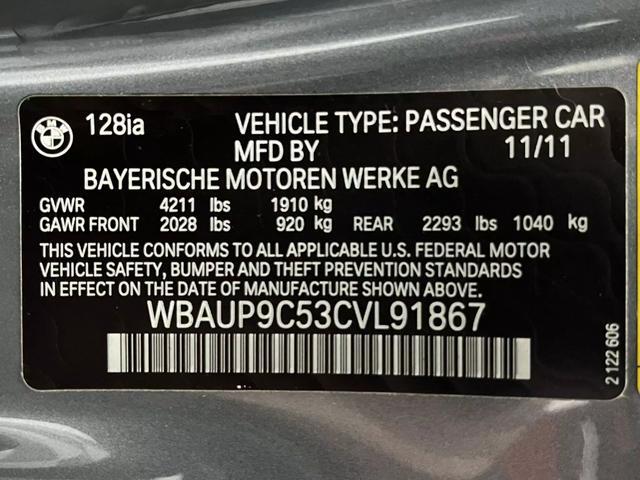 BMW
128ia VEHICLE TYPE: PASSENGER CAR
MFD BY 11/11
BAYERISCHE MOTOREN WERKE AG
GVWR 4211 lbs 1910 kg
GAWR FRONT 2028 lbs 920 kg REAR 2293 lbs 1040 kg
THIS VEHICLE CONFORMS TO ALL APPLICABLE U.S. FEDERAL MOTOR
VEHICLE SAFETY, BUMPER AND THEFT PREVENTION STANDARDS
IN EFFECT ON THE DATE OF MANUFACTURE SHOWN ABOVE.
WBAUP9C53CVL91867
2 122 606